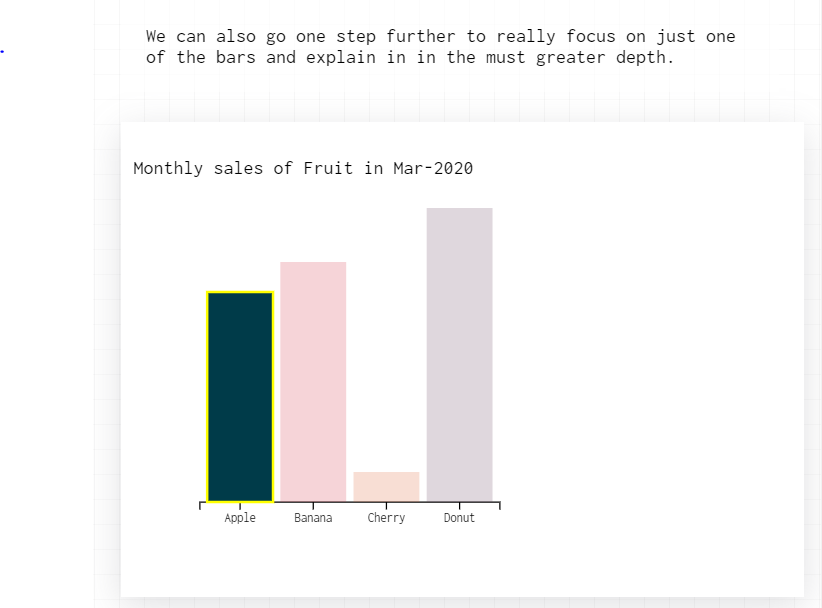 We can also go one step further to really focus on just one
of the bars and explain in in the must greater depth.
Monthly sales of Fruit in Mar-2020
Apple Banana Cherry Donut